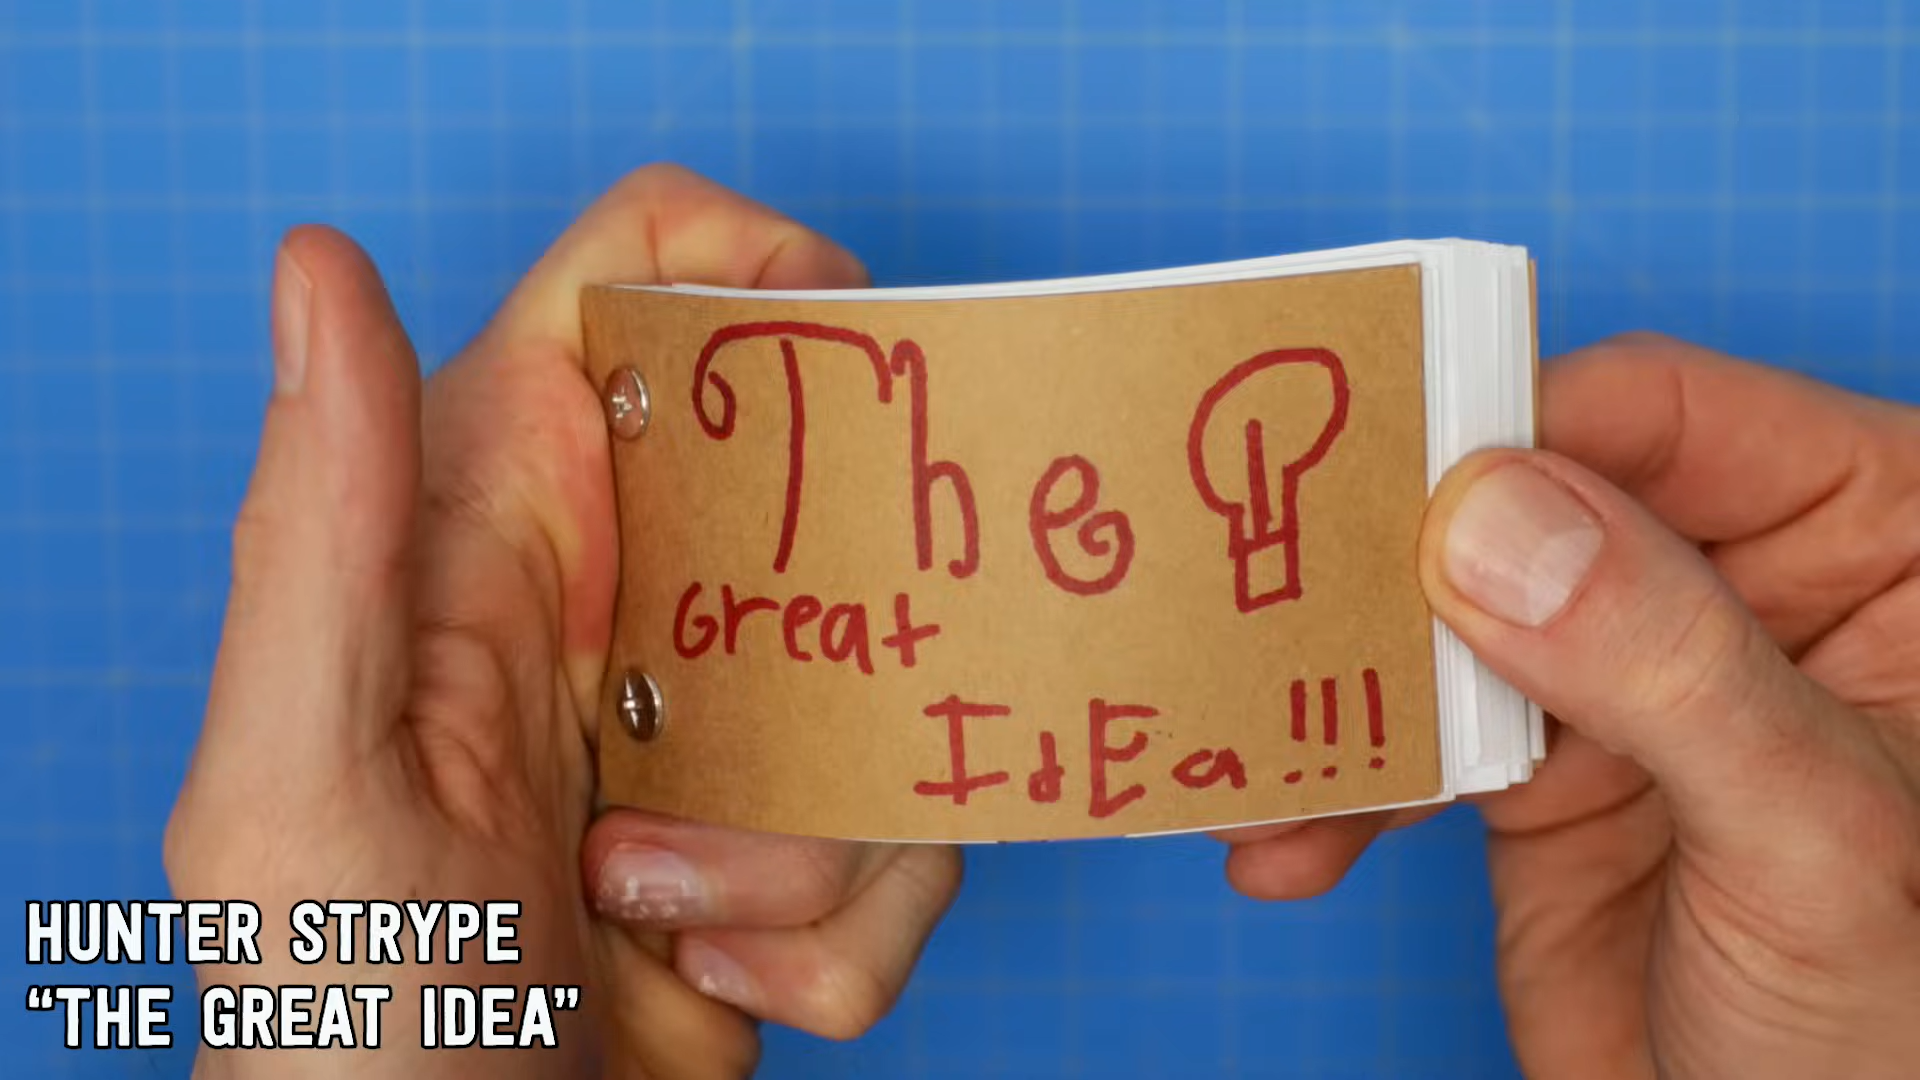 The
Great
IdEa!!!
HUNTER STRYPE
“THE GREAT IDEA”